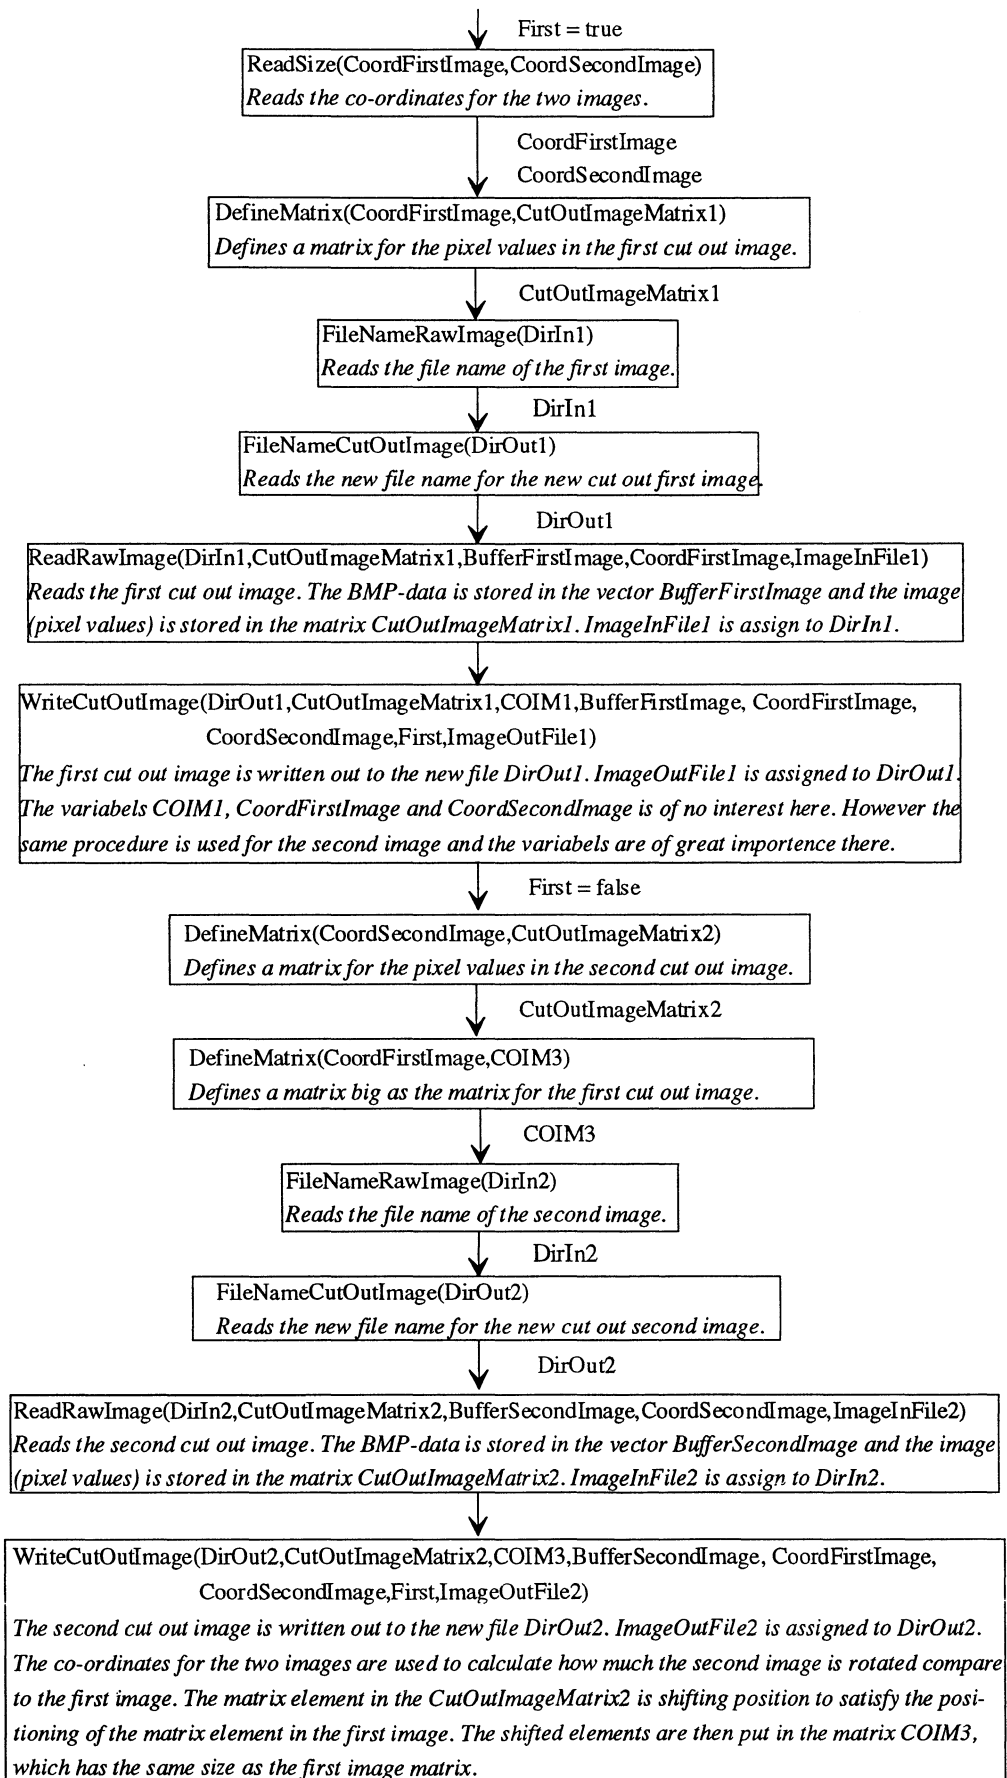 First = true
ReadSize(CoordFirstImage,CoordSecondImage)
Reads the co-ordinates for the two images.
CoordFirstImage
CoordSecondImage
DefineMatrix(CoordFirstImage,CutOutImageMatrix1)
Defines a matrix for the pixel values in the first cut out image.
CutOutImageMatrix1
FileNameRawImage(DirIn1)
Reads the file name of the first image.
DirIn1
FileNameCutOutImage(DirOut1)
Reads the new file name for the new cut out first image.
DirOut1
ReadRawImage(DirIn1,CutOutImageMatrix1,BufferFirstImage,CoordFirstImage,ImageInFile1)
Reads the first cut out image. The BMP-data is stored in the vector BufferFirstImage and the image
(pixel values) is stored in the matrix CutOutImageMatrix1. ImageInFile1 is assign to DirIn1.
WriteCutOutImage(DirOut1,CutOutImageMatrix1,COIM1,BufferFirstImage, CoordFirstImage,
CoordSecondImage,First,ImageOutFile1)
The first cut out image is written out to the new file DirOut1. ImageOutFile1 is assigned to DirOut1.
The variabels COIM1, CoordFirstImage and CoordSecondImage is of no interest here. However the
same procedure is used for the second image and the variabels are of great importence there.
First = false
DefineMatrix(CoordSecondImage,CutOutImageMatrix2)
Defines a matrix for the pixel values in the second cut out image.
CutOutImageMatrix2
DefineMatrix(CoordFirstImage,COIM3)
Defines a matrix big as the matrix for the first cut out image.
COIM3
FileNameRawImage(DirIn2)
Reads the file name of the second image.
DirIn2
FileNameCutOutImage(DirOut2)
Reads the new file name for the new cut out second image.
DirOut2
ReadRawImage(DirIn2,CutOutImageMatrix2,BufferSecondImage,CoordSecondImage,ImageInFile2)
Reads the second cut out image. The BMP-data is stored in the vector BufferSecondImage and the image
(pixel values) is stored in the matrix CutOutImageMatrix2. ImageInFile2 is assign to DirIn2.
WriteCutOutImage(DirOut2,CutOutImageMatrix2,COIM3,BufferSecondImage, CoordFirstImage,
CoordSecondImage,First,ImageOutFile2)
The second cut out image is written out to the new file DirOut2. ImageOutFile2 is assigned to DirOut2.
The co-ordinates for the two images are used to calculate how much the second image is rotated compare
to the first image. The matrix element in the CutOutImageMatrix2 is shifting position to satisfy the posi-
tioning of the matrix element in the first image. The shifted elements are then put in the matrix COIM3,
which has the same size as the first image matrix.